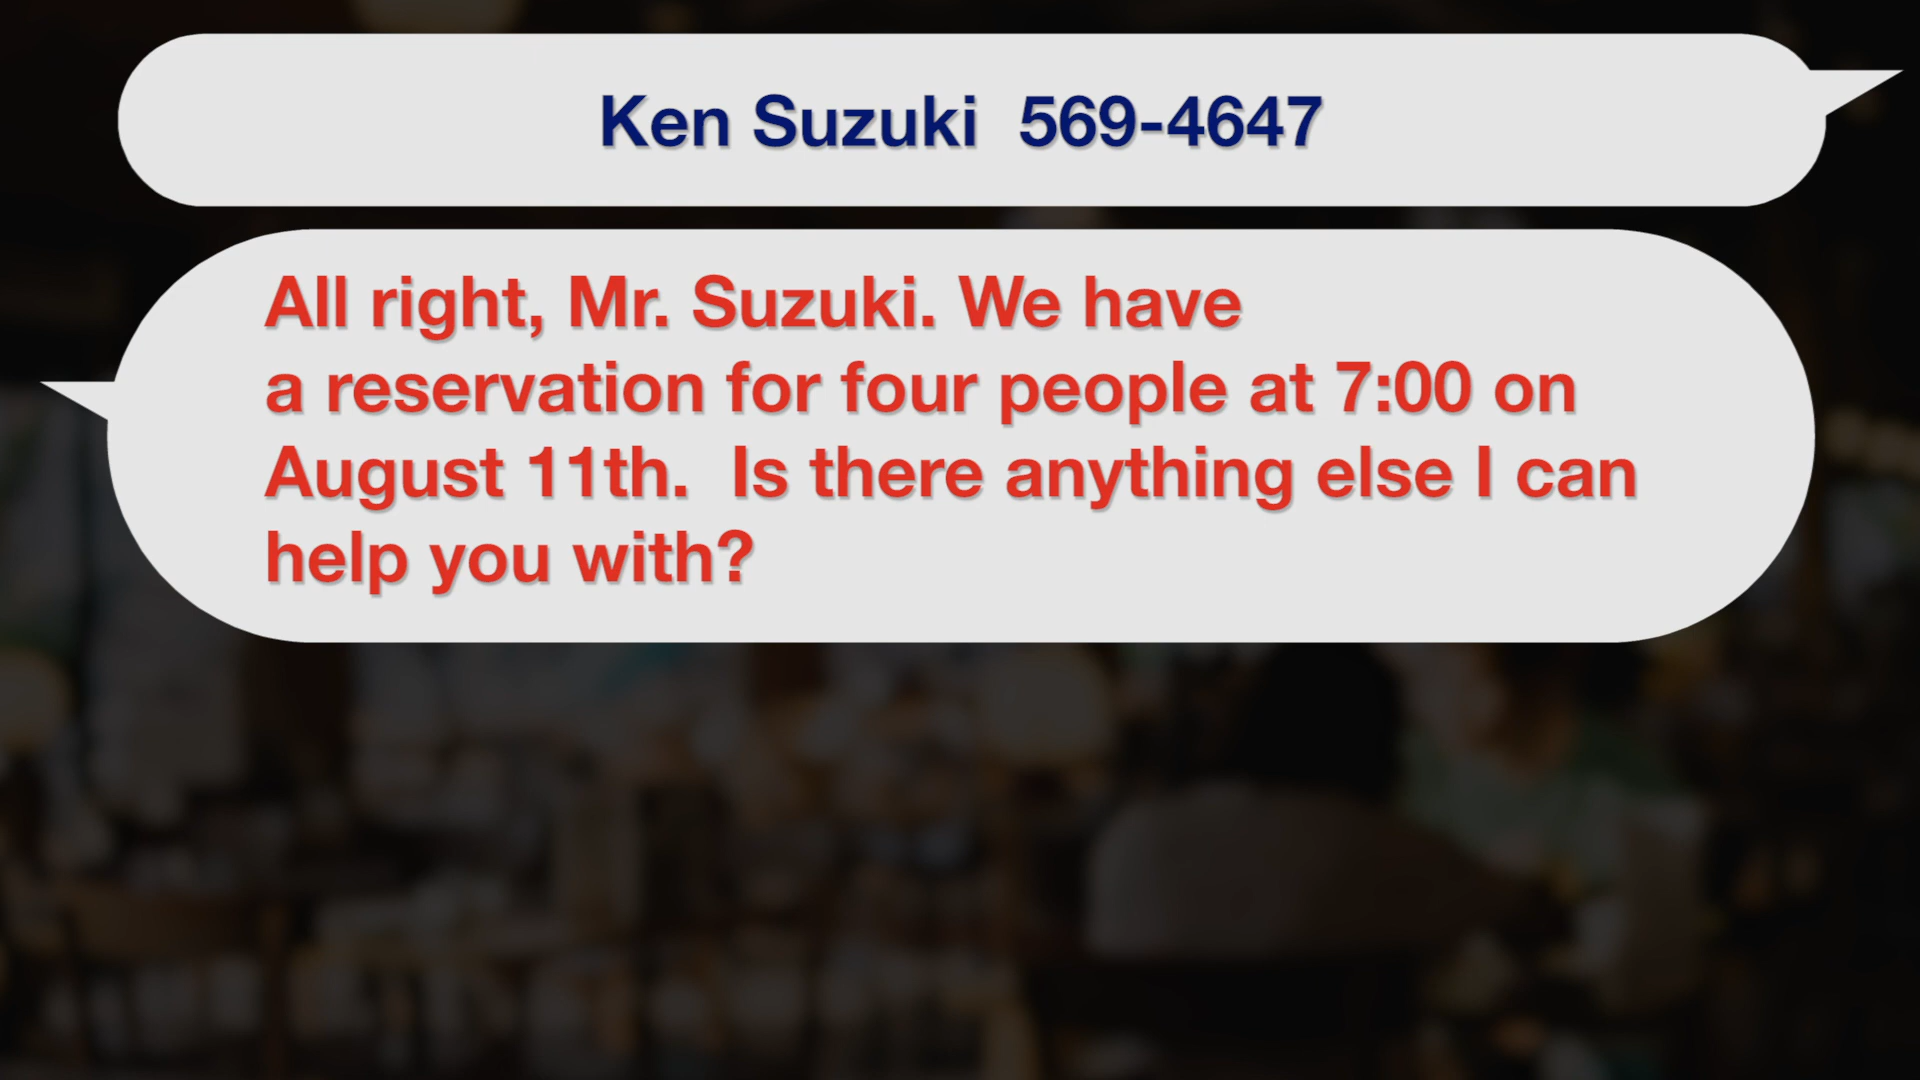 Ken Suzuki  569-4647
All right, Mr. Suzuki. We have
a reservation for four people at 7:00 on
August 11th.  Is there anything else I can
help you with?